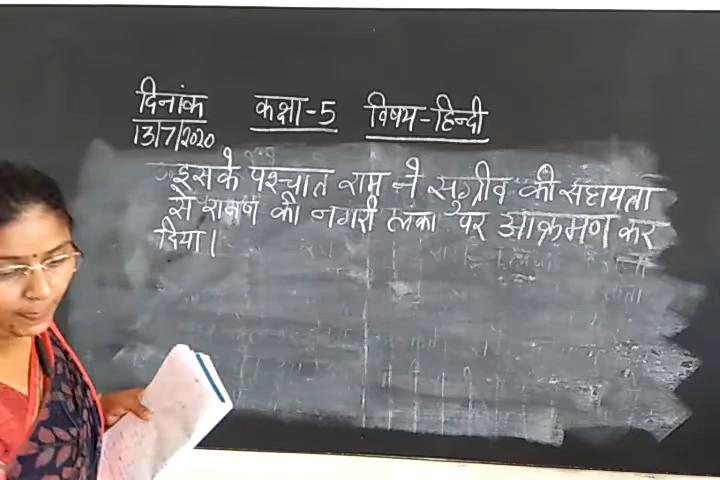 दिनांक कक्षा-5 विषय-हिन्दी
13/7/2020
इसके पश्चात राम ने सुग्रीव की सहायता
से रावण की नगरी लंका पर आक्रमण कर
दिया।